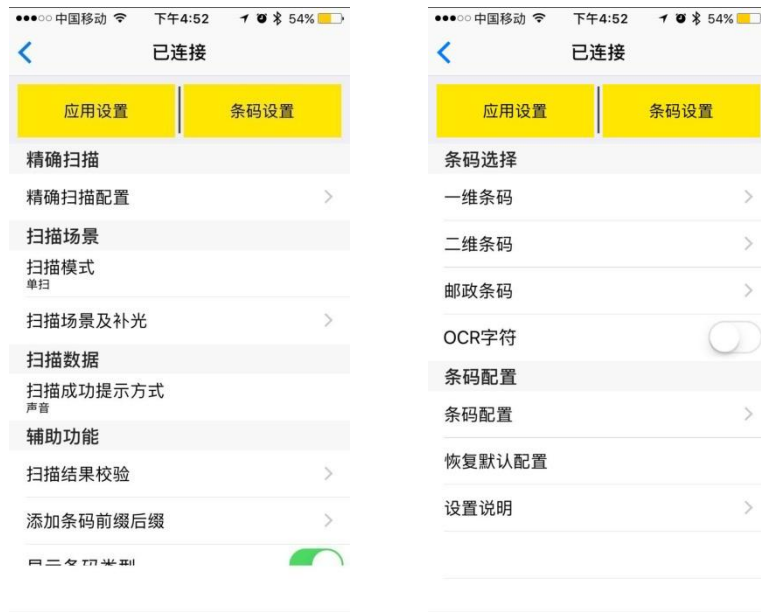 中国移动 下午4:52 54%
已连接
应用设置 条码设置
精确扫描
精确扫描配置
扫描场景
扫描模式
单扫
扫描场景及补光
扫描数据
扫描成功提示方式
声音
辅助功能
扫描结果校验
添加条码前缀后缀
显示条码类型
中国移动 下午4:52 54%
已连接
应用设置 条码设置
条码选择
一维条码
二维条码
邮政条码
OCR字符
条码配置
条码配置
恢复默认配置
设置说明